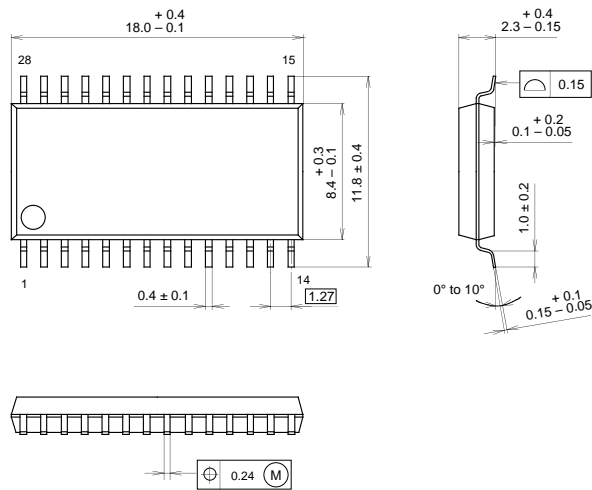 + 0.4
18.0 – 0.1
28
15
+ 0.3
8.4 – 0.1
11.8 ± 0.4
1
14
0.4 ± 0.1
1.27
+ 0.4
2.3 – 0.15
0.15
+ 0.2
0.1 – 0.05
1.0 ± 0.2
0° to 10°
+ 0.1
0.15 – 0.05
0.24 M